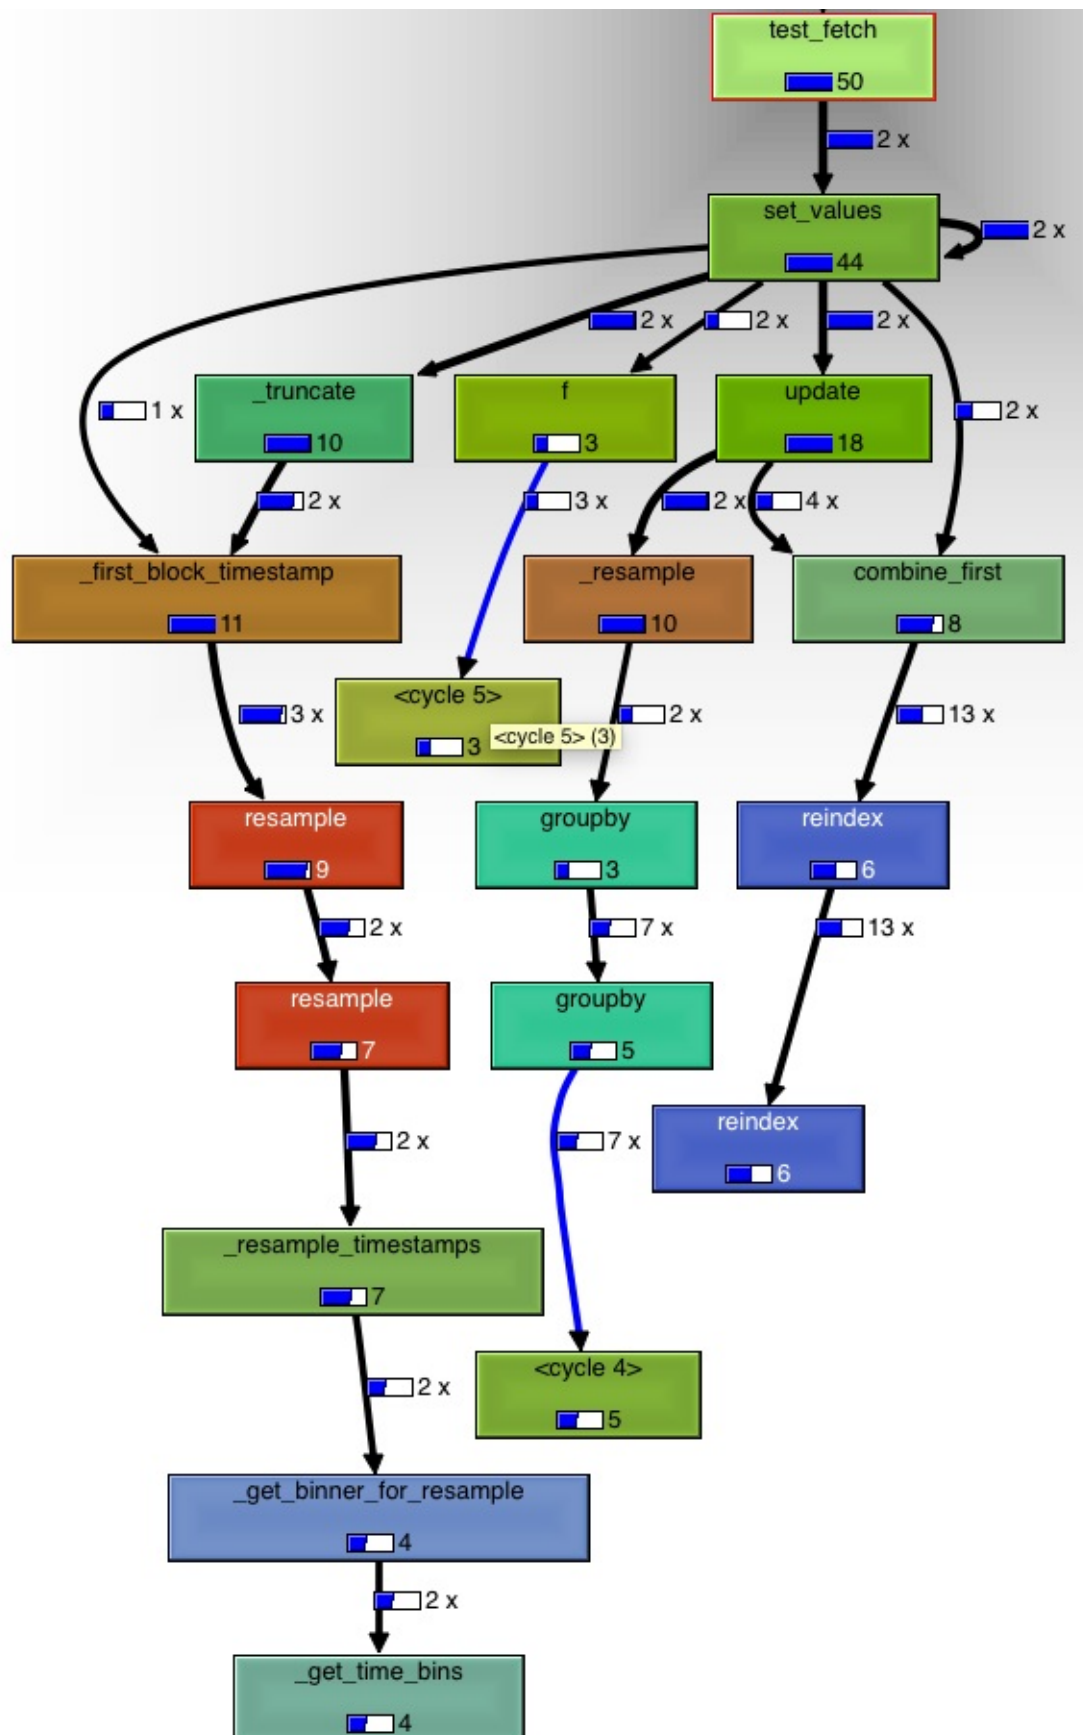 test_fetch
50
2 x
set_values
44
2 x
2 x
2 x
2 x
1 x
_truncate
10
f
3
update
18
2 x
2 x
3 x
2 x
4 x
_first_block_timestamp
11
_resample
10
combine_first
8
3 x
<cycle 5>
3
<cycle 5> (3)
2 x
13 x
resample
9
groupby
3
reindex
6
2 x
7 x
13 x
resample
7
groupby
5
reindex
6
2 x
7 x
_resample_timestamps
7
2 x
<cycle 4>
5
_get_binner_for_resample
4
2 x
_get_time_bins
4